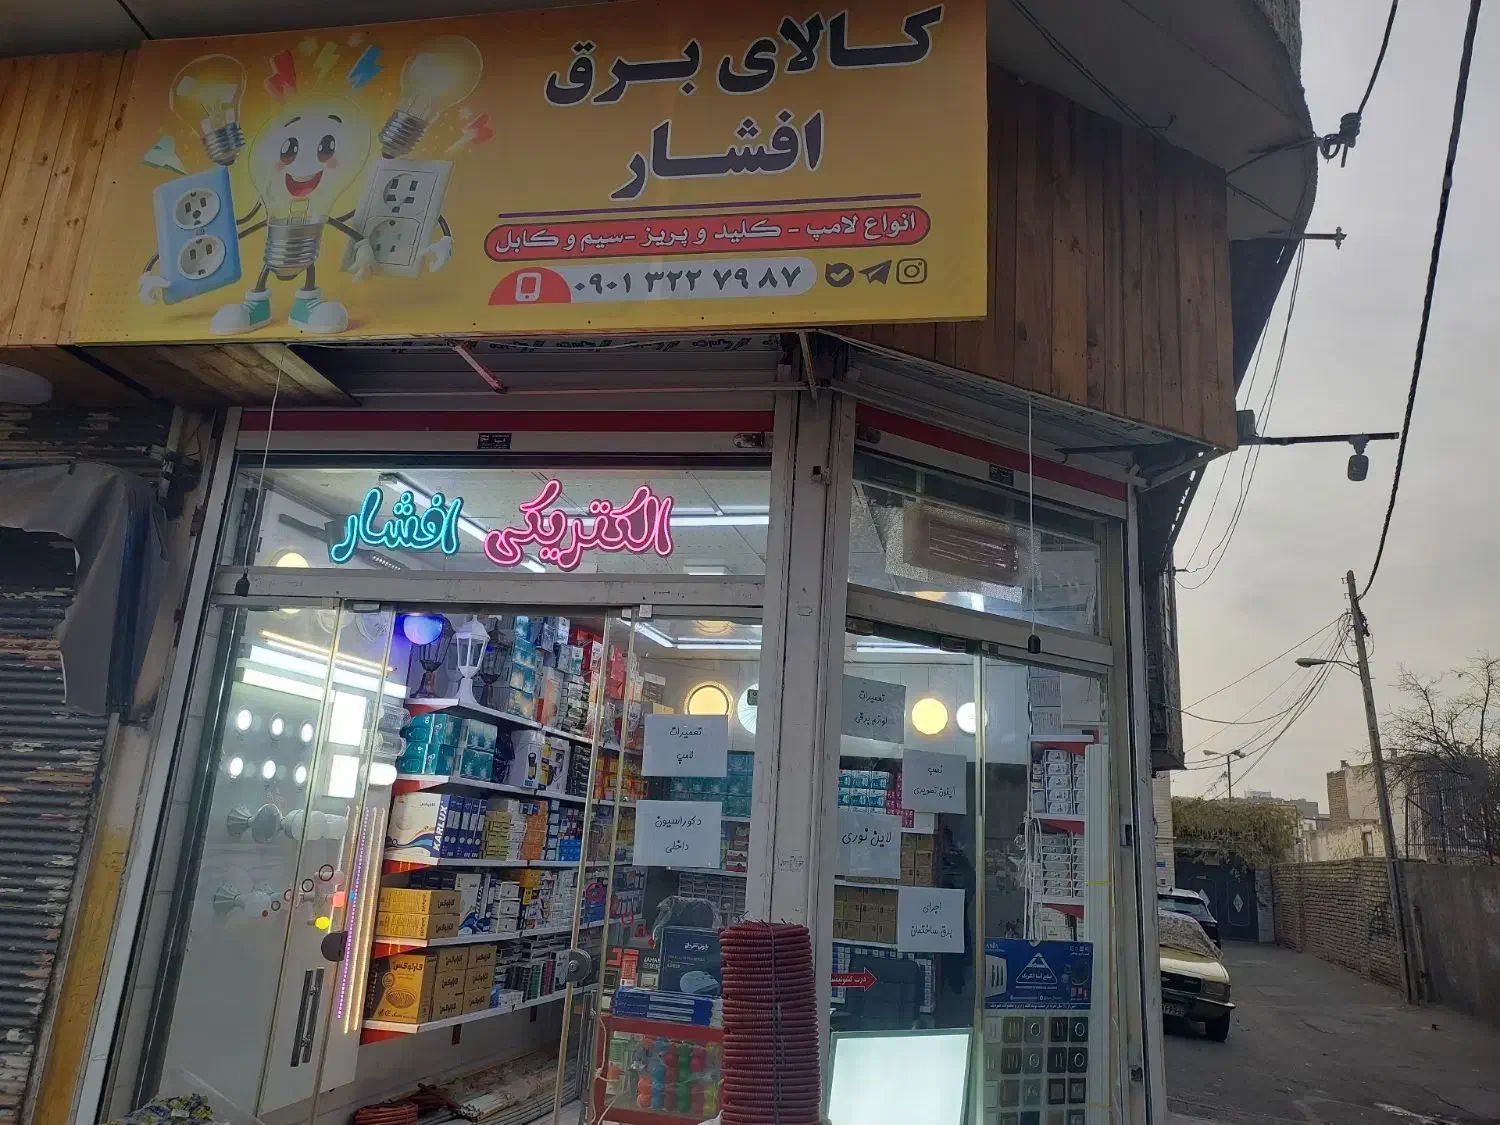 کالای برق
افشار
انواع لامپ - کلید و پریز -سیم و کابل
۰۹۰۱ ۳۲۲ ۷۹ ۸۷
الکتریکی افشار
تعمیرات
لامپ
دکوراسیون
داخلی
تعمیرات
لوازم برقی
نصب
آیفون تصویری
لاین نوری
اجرای
برق ساختمان
KARLUX